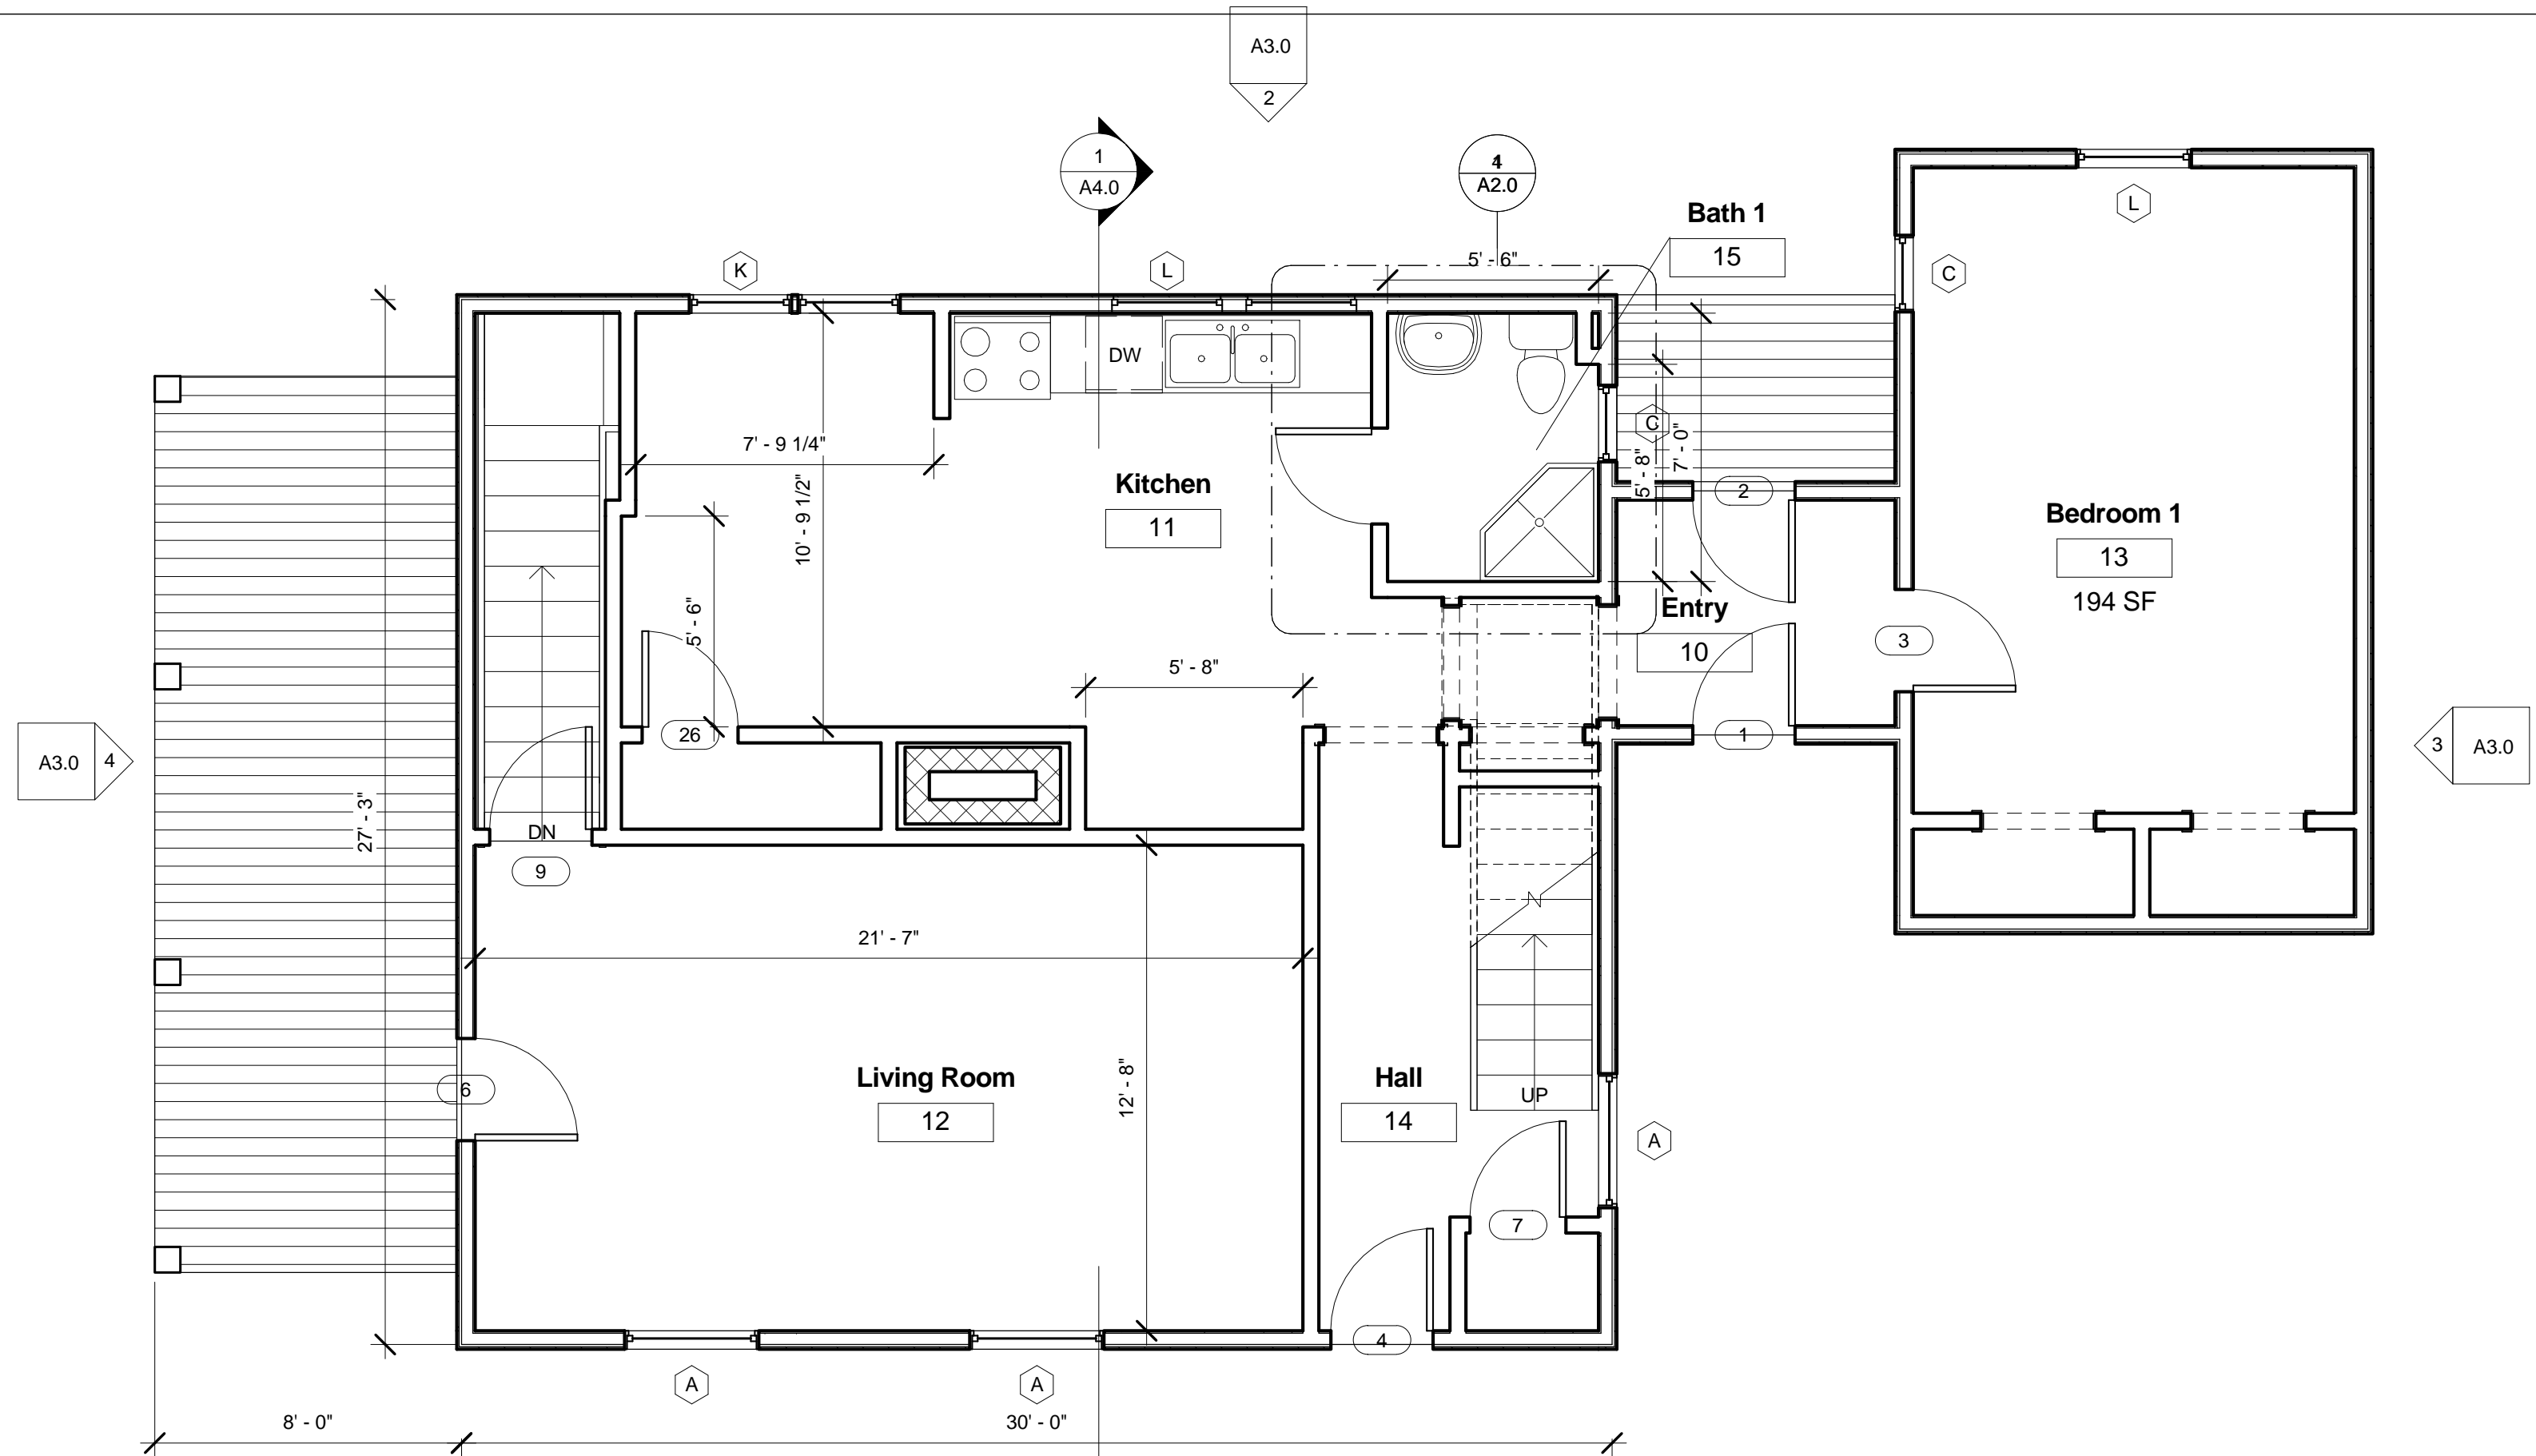 A3.0
2
1
A4.0
4
A2.0
Bath 1
15
L
K
L
5' - 6"
C
DW
C
7' - 9 1/4"
7' - 0"
5' - 8"
10' - 9 1/2"
Kitchen
11
2
Bedroom 1
13
194 SF
Entry
10
5' - 6"
3
5' - 8"
26
1
A3.0
4
3
A3.0
27' - 3"
DN
9
21' - 7"
12' - 8"
6
Living Room
12
Hall
14
UP
A
7
4
A
A
8' - 0"
30' - 0"